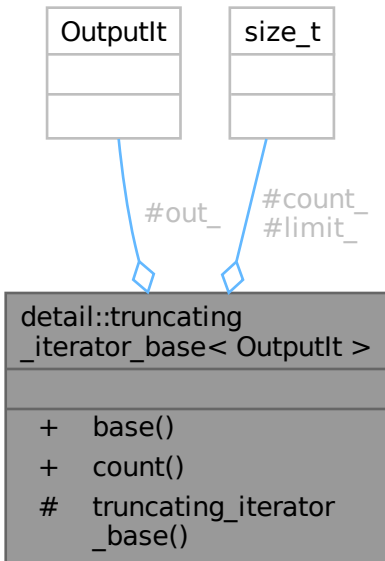 OutputIt
size_t
#out_
#count_
#limit_
detail::truncating
_iterator_base< OutputIt >
+ base()
+ count()
# truncating_iterator
_base()